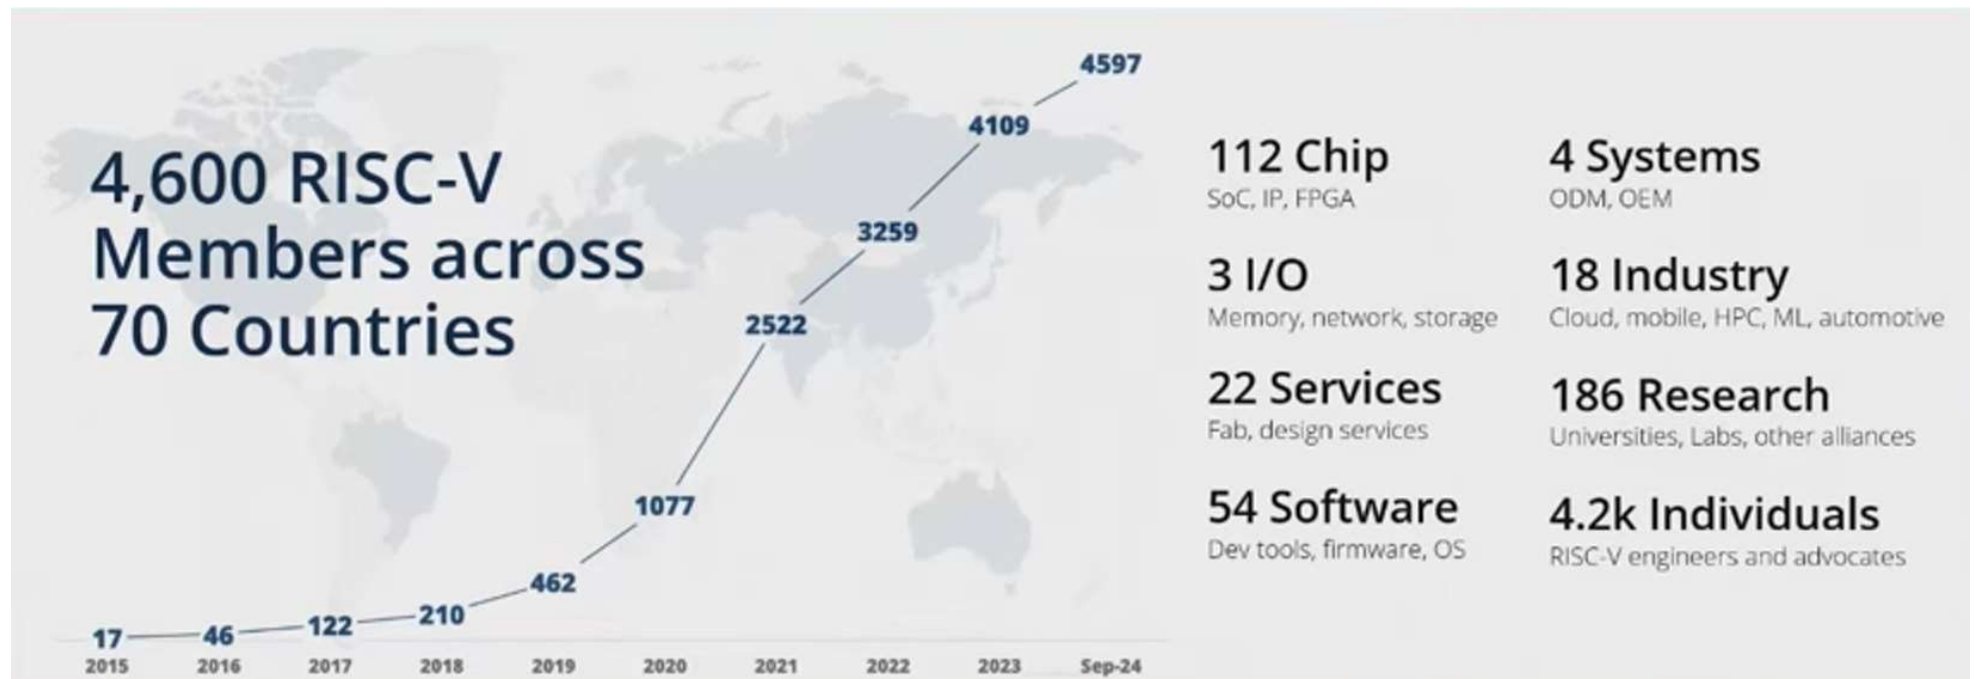 4,600 RISC-V
Members across
70 Countries
17
46
122
210
462
1077
2522
3259
4109
4597
2015
2016
2017
2018
2019
2020
2021
2022
2023
Sep-24
112 Chip
SoC, IP, FPGA
3 I/O
Memory, network, storage
22 Services
Fab, design services
54 Software
Dev tools, firmware, OS
4 Systems
ODM, OEM
18 Industry
Cloud, mobile, HPC, ML, automotive
186 Research
Universities, Labs, other alliances
4.2k Individuals
RISC-V engineers and advocates